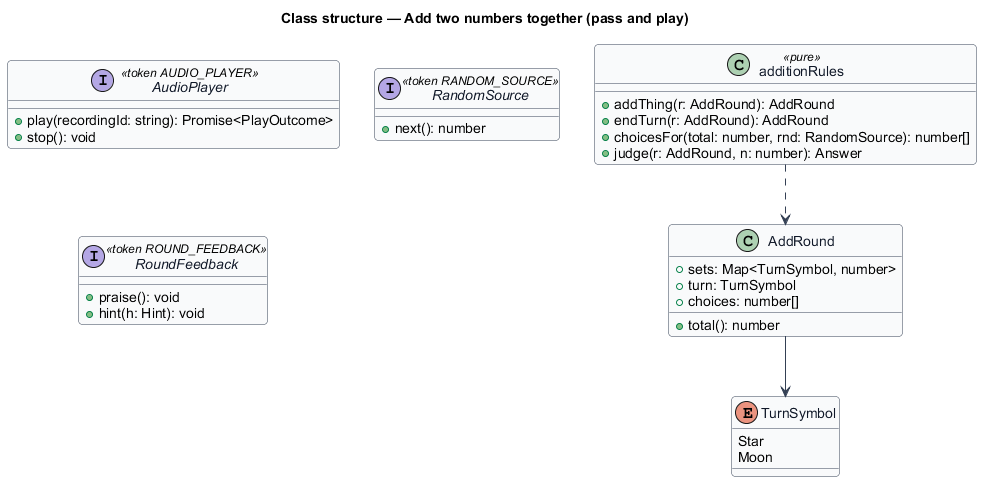 Class structure — Add two numbers together (pass and play)
I
«token AUDIO_PLAYER»
AudioPlayer
play(recordingId: string): Promise<PlayOutcome>
stop(): void
I
«token RANDOM_SOURCE»
RandomSource
next(): number
C
«pure»
additionRules
addThing(r: AddRound): AddRound
endTurn(r: AddRound): AddRound
choicesFor(total: number, rnd: RandomSource): number[]
judge(r: AddRound, n: number): Answer
I
«token ROUND_FEEDBACK»
RoundFeedback
praise(): void
hint(h: Hint): void
C
AddRound
sets: Map<TurnSymbol, number>
turn: TurnSymbol
choices: number[]
total(): number
E
TurnSymbol
Star
Moon